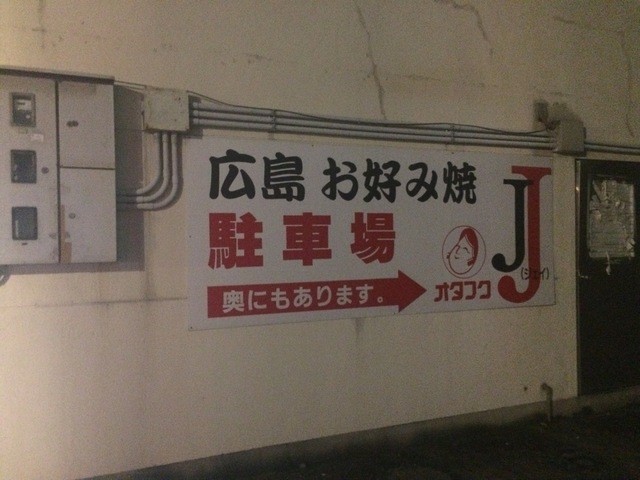 広島 お好み焼
駐車場
奥にもあります。
オタフク
JJ
(ジェイ)